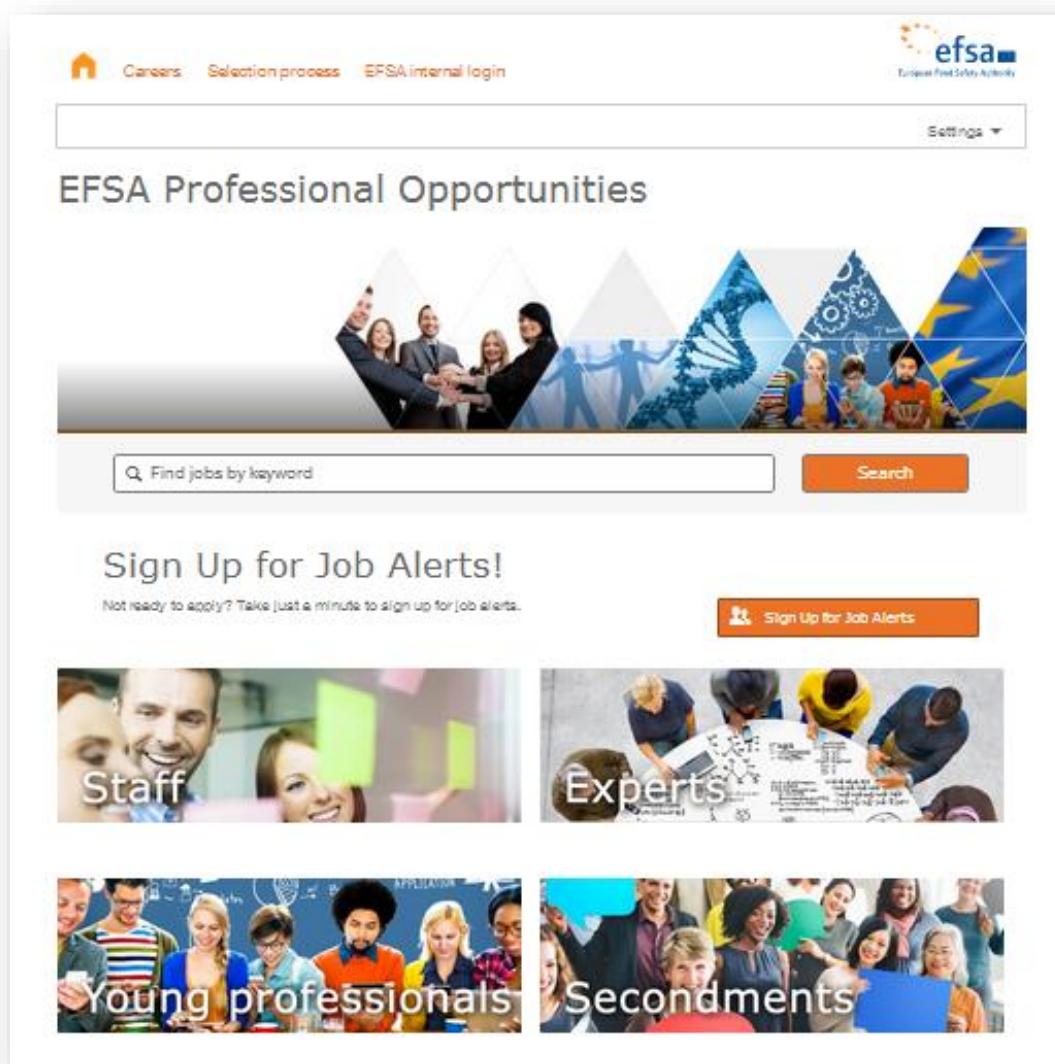 efsa
European Food Safety Authority
Careers Selection process EFSA internal login
Settings
EFSA Professional Opportunities
Find jobs by keyword
Search
Sign Up for Job Alerts!
Not ready to apply? Take just a minute to sign up for job alerts.
Sign Up for Job Alerts
Staff
Experts
APPLICATION
Young professionals
Secondments